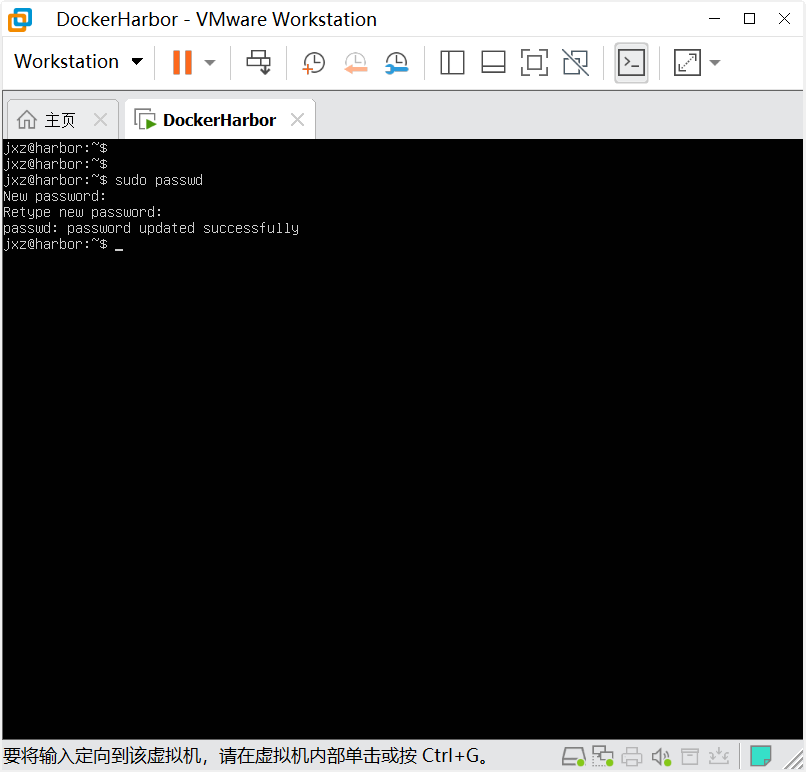 DockerHarbor - VMware Workstation
Workstation
主页
DockerHarbor
jxz@harbor:~$
jxz@harbor:~$
jxz@harbor:~$ sudo passwd
New password:
Retype new password:
passwd: password updated successfully
jxz@harbor:~$ _
要将输入定向到该虚拟机，请在虚拟机内部单击或按 Ctrl+G。